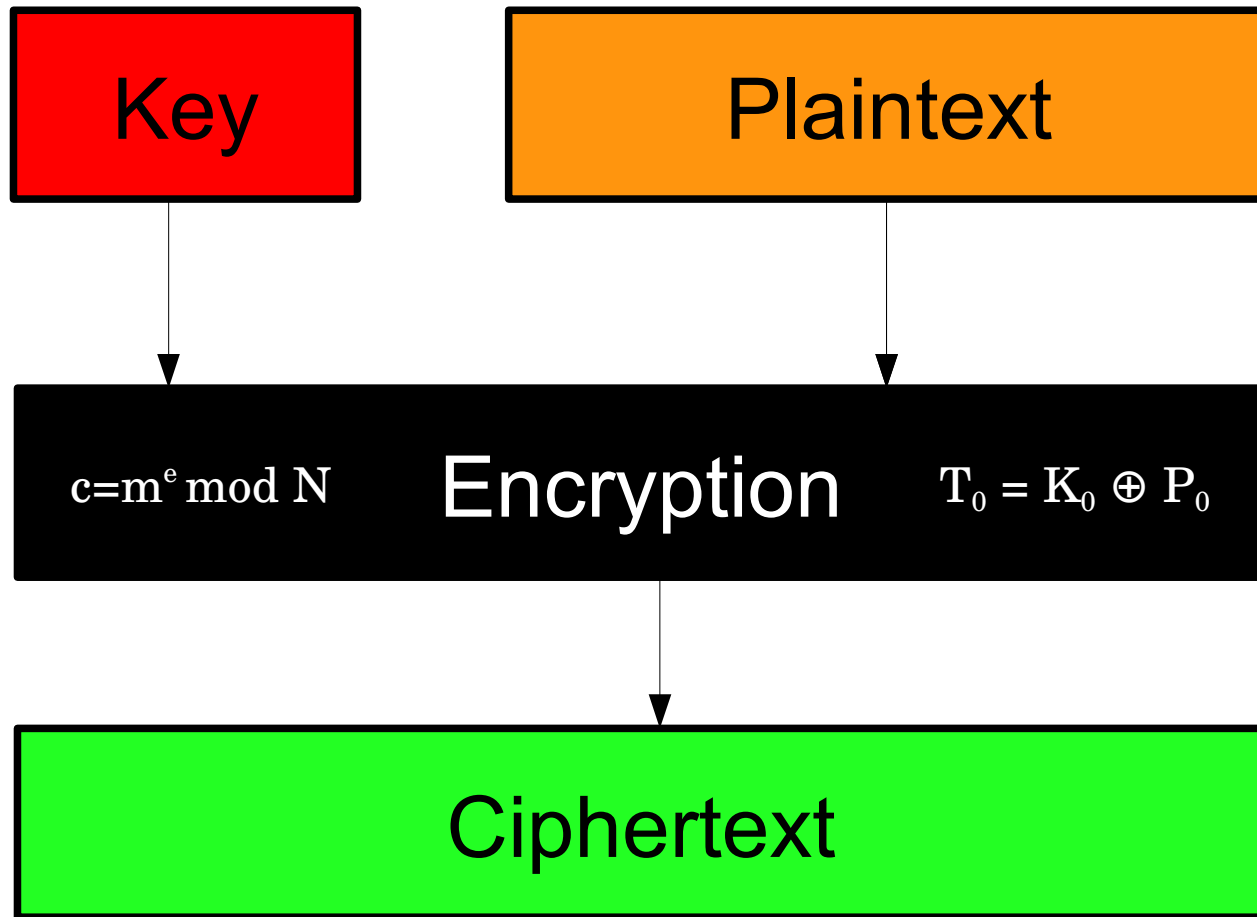 Key
Plaintext
c=mᵉ mod N
Encryption
T₀ = K₀ ⊕ P₀
Ciphertext